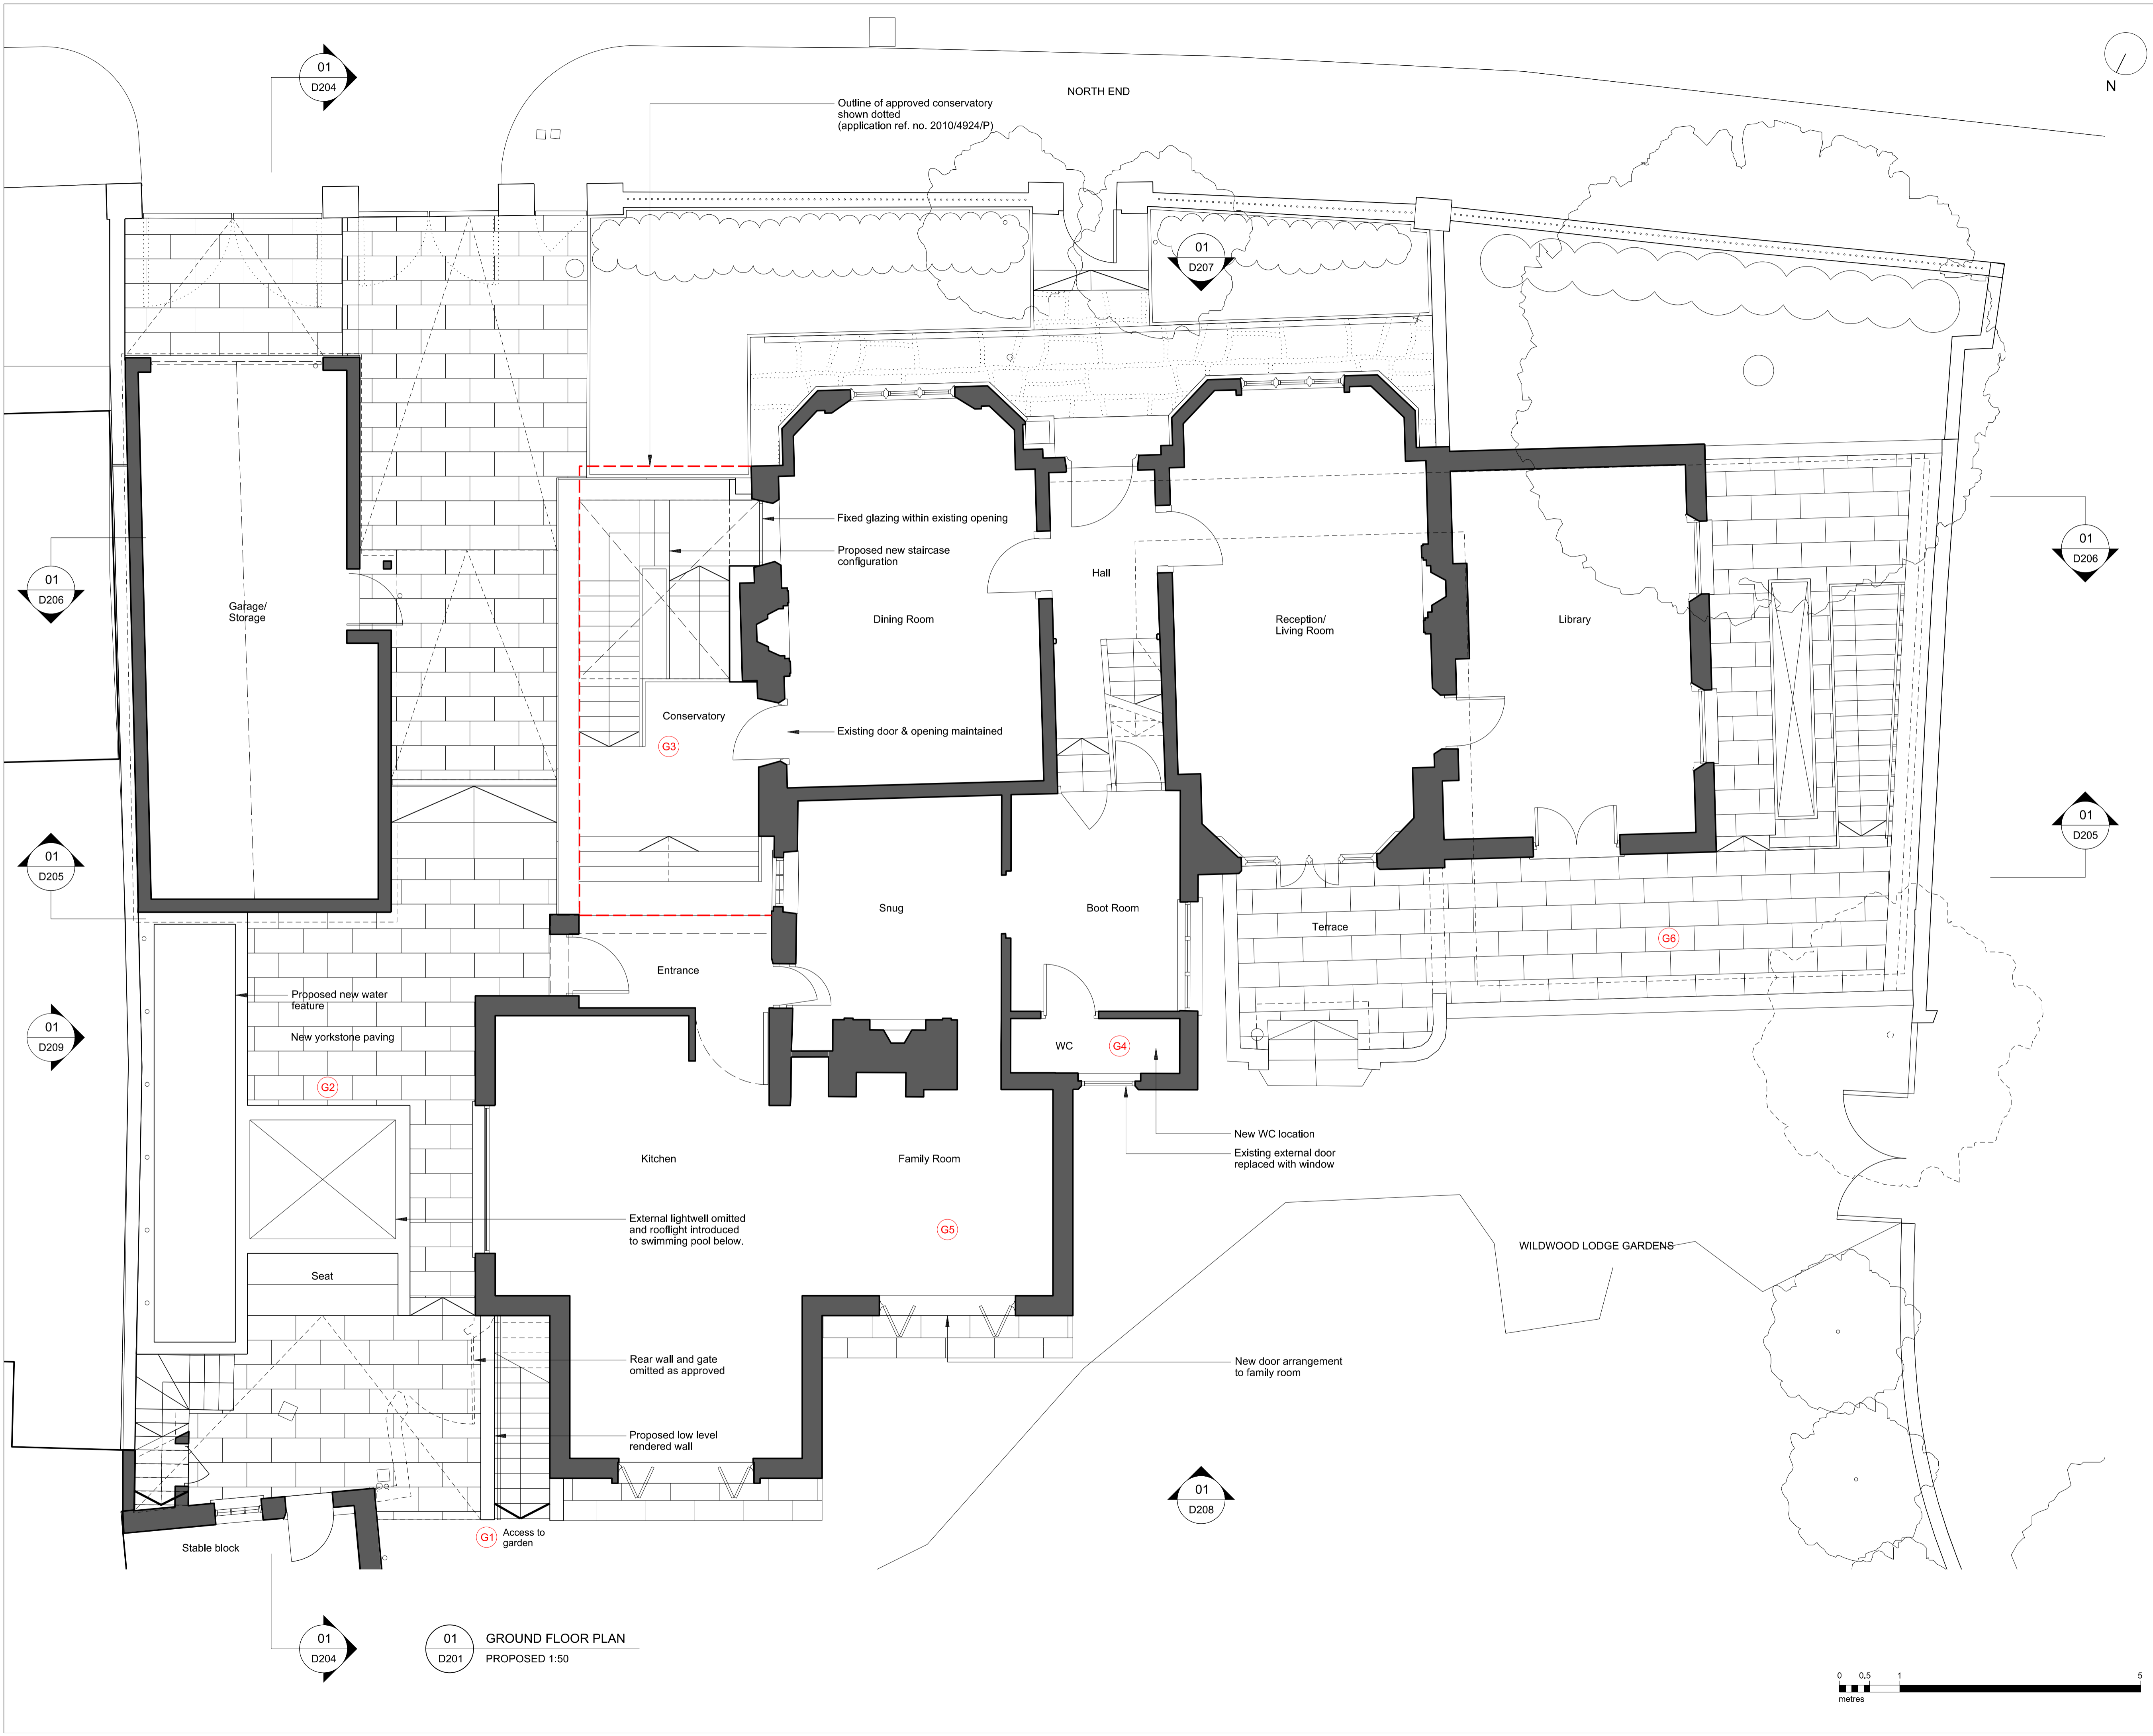 01
D204
NORTH END
N
Outline of approved conservatory
shown dotted
(application ref. no. 2010/4924/P)
01
D207
Fixed glazing within existing opening
Proposed new staircase
configuration
01
D206
01
D206
Hall
Garage/
Storage
Dining Room
Reception/
Living Room
Library
Conservatory
G3
Existing door & opening maintained
01
D205
01
D205
Snug
Boot Room
Terrace
G6
Entrance
Proposed new water
feature
01
D209
New yorkstone paving
WC
G4
G2
New WC location
Existing external door
replaced with window
Kitchen
Family Room
External lightwell omitted
and rooflight introduced
to swimming pool below.
G5
WILDWOOD LODGE GARDENS
Seat
Rear wall and gate
omitted as approved
New door arrangement
to family room
Proposed low level
rendered wall
01
D208
G1
Access to
garden
Stable block
01
D204
01
D201
GROUND FLOOR PLAN
PROPOSED 1:50
0 0.5 1 5
metres